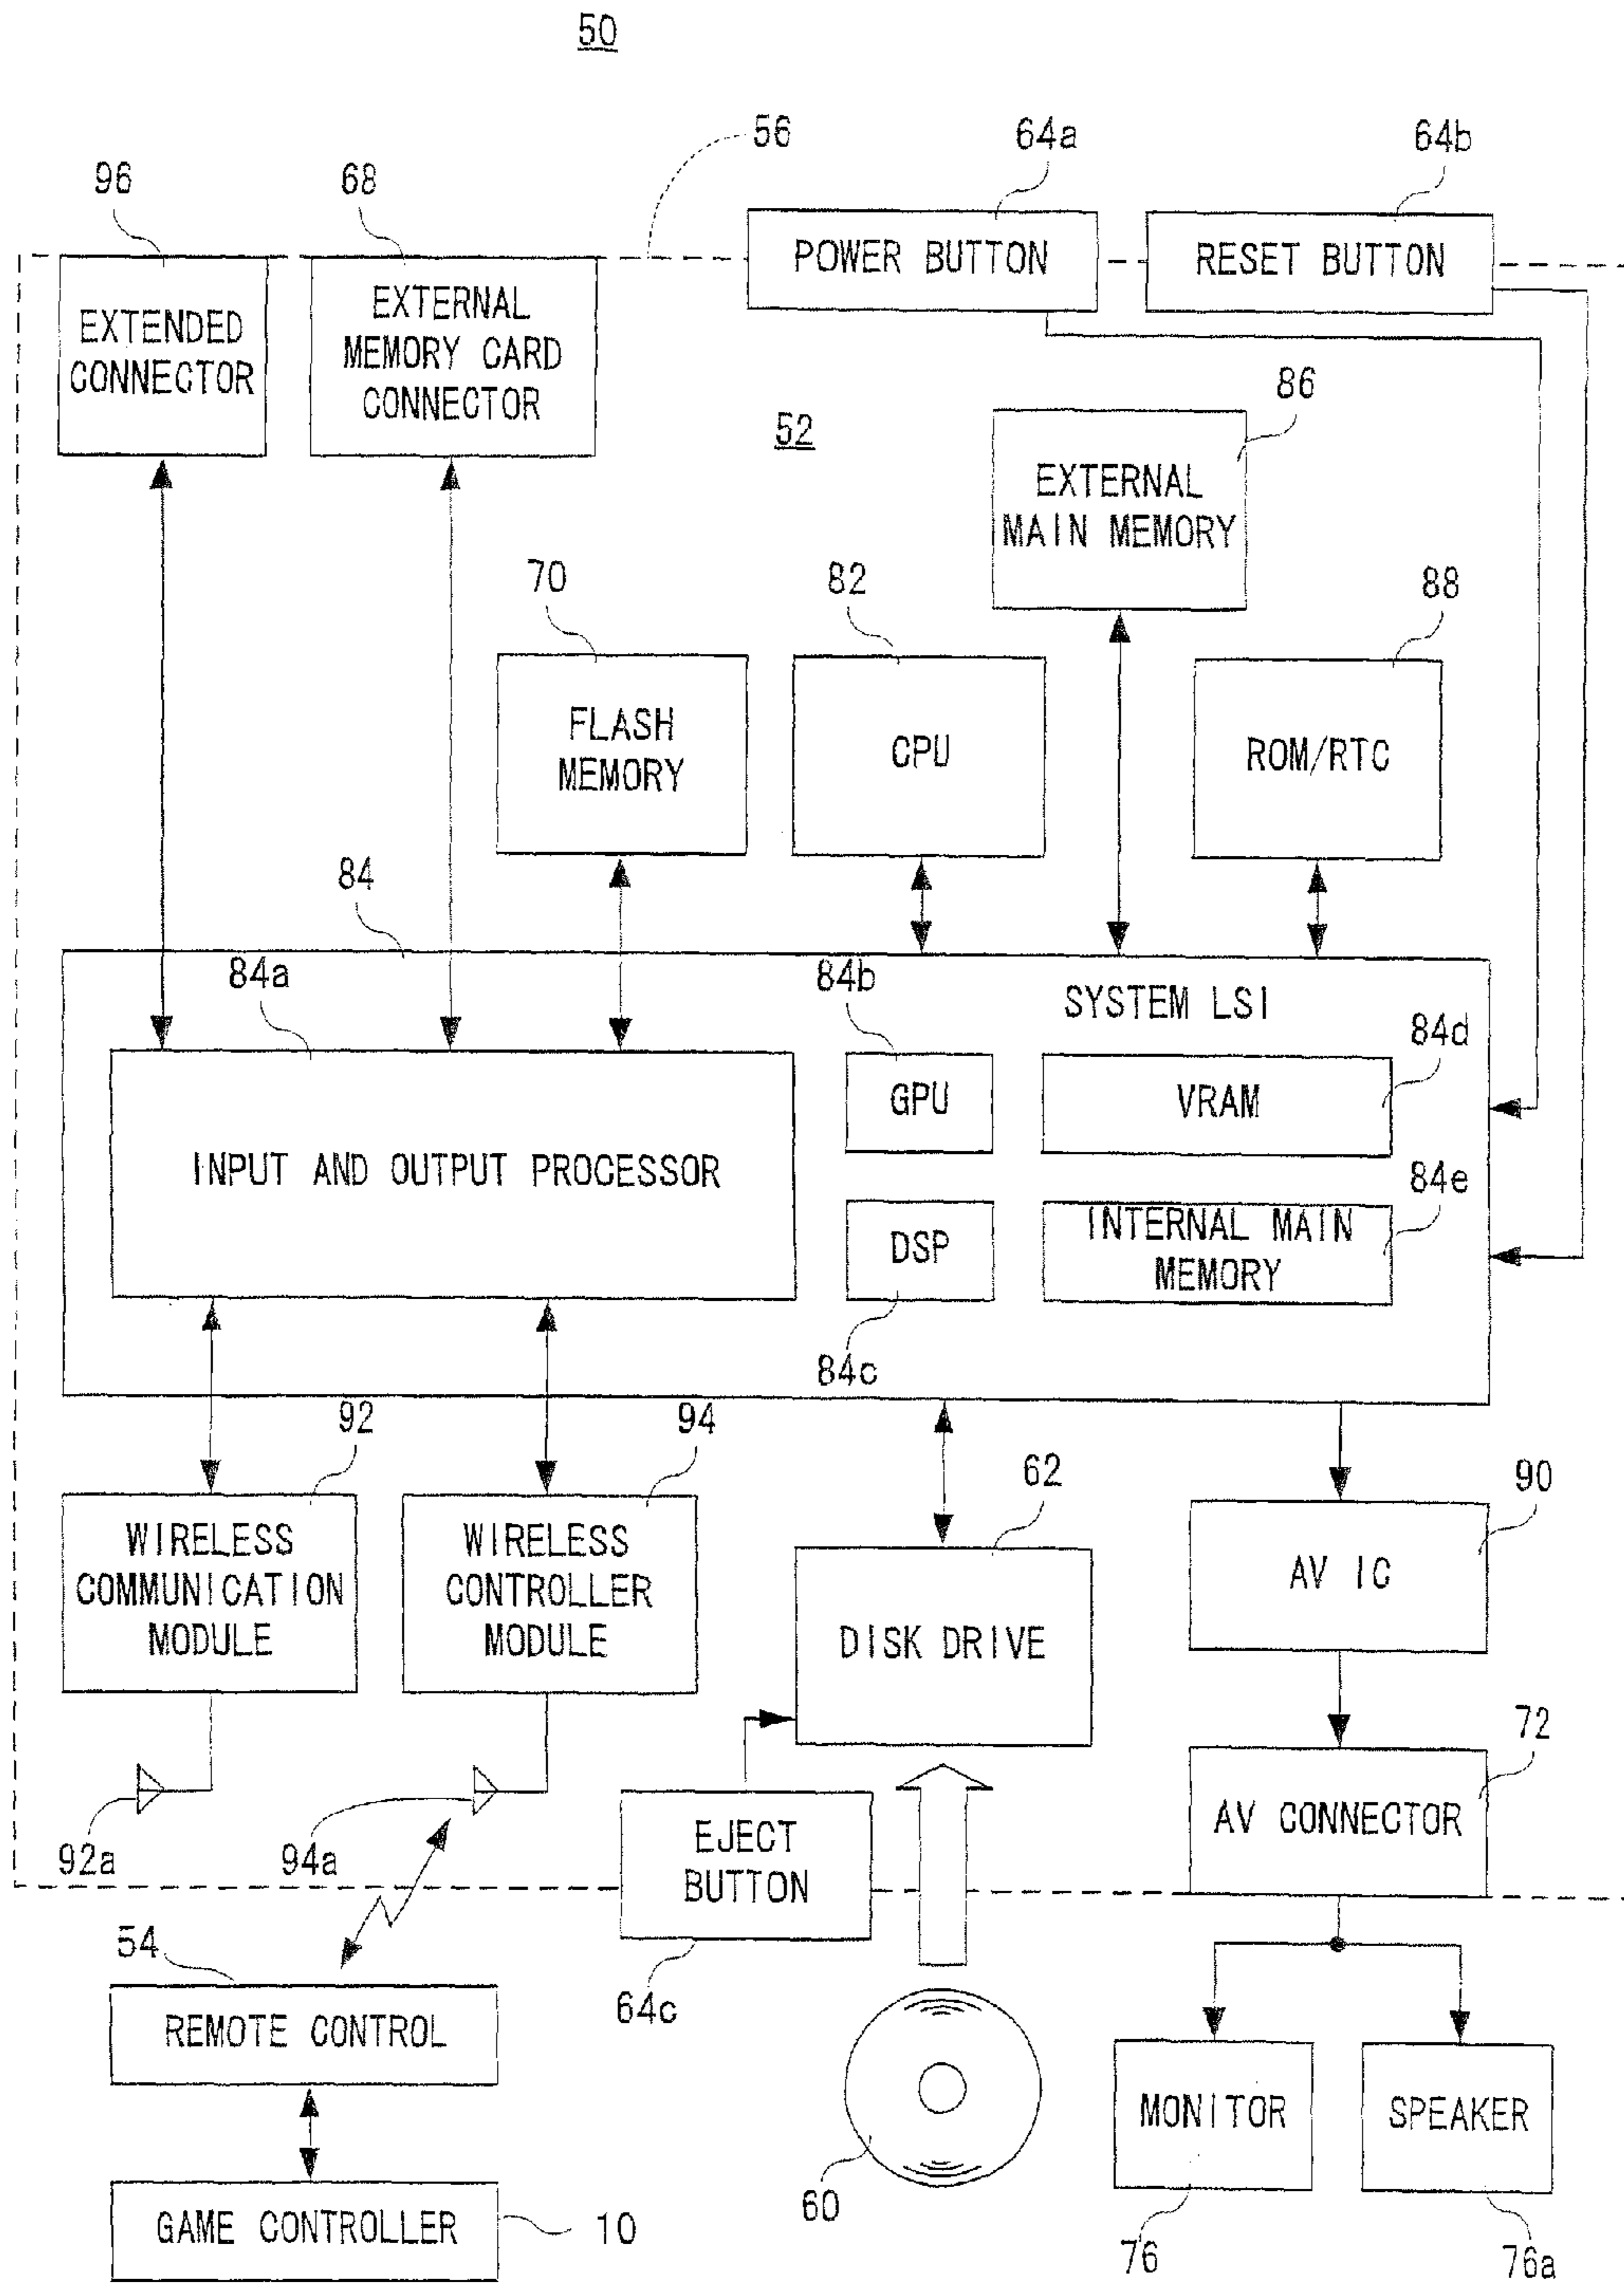 50
56
64a
64b
96
68
POWER BUTTON
RESET BUTTON
EXTENDED
CONNECTOR
EXTERNAL
MEMORY CARD
CONNECTOR
52
86
EXTERNAL
MAIN MEMORY
70
82
88
FLASH
MEMORY
CPU
ROM/RTC
84
84a
84b
SYSTEM LSI
84d
GPU
VRAM
INPUT AND OUTPUT PROCESSOR
84e
DSP
INTERNAL MAIN
MEMORY
84c
92
94
62
90
WIRELESS
COMMUNICATION
MODULE
WIRELESS
CONTROLLER
MODULE
DISK DRIVE
AV IC
72
92a
94a
EJECT
BUTTON
AV CONNECTOR
54
64c
REMOTE CONTROL
MONITOR
SPEAKER
60
GAME CONTROLLER
10
76
76a